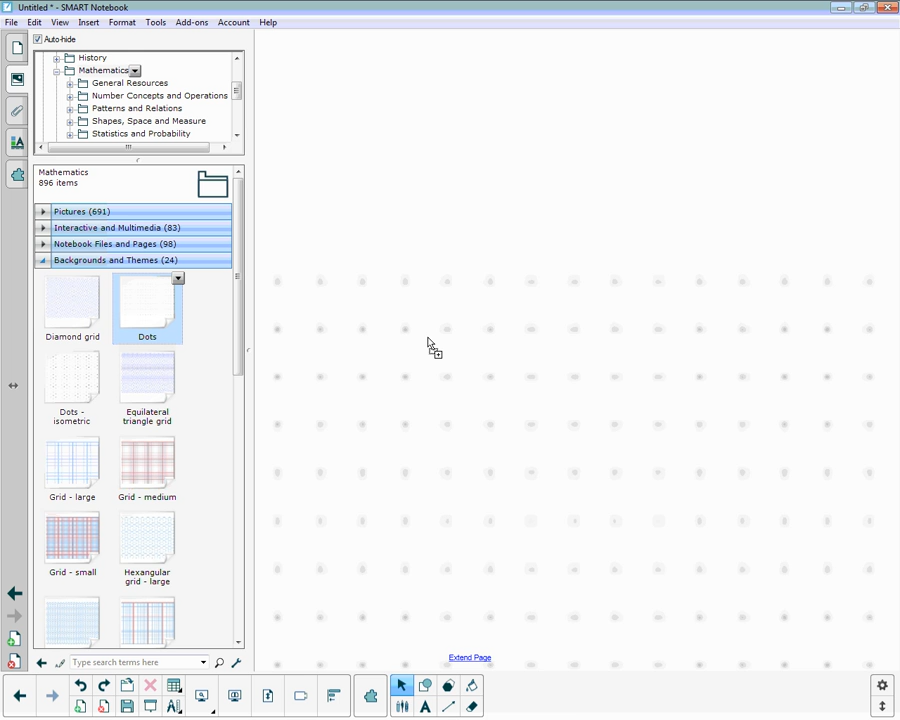 Untitled * - SMART Notebook
File Edit View Insert Format Tools Add-ons Account Help
Auto-hide
History
Mathematics
General Resources
Number Concepts and Operations
Patterns and Relations
Shapes, Space and Measure
Statistics and Probability
Mathematics
896 items
Pictures (691)
Interactive and Multimedia (83)
Notebook Files and Pages (98)
Backgrounds and Themes (24)
Diamond grid
Dots
Dots -
isometric
Equilateral
triangle grid
Grid - large
Grid - medium
Grid - small
Hexangular
grid - large
Type search terms here
Extend Page